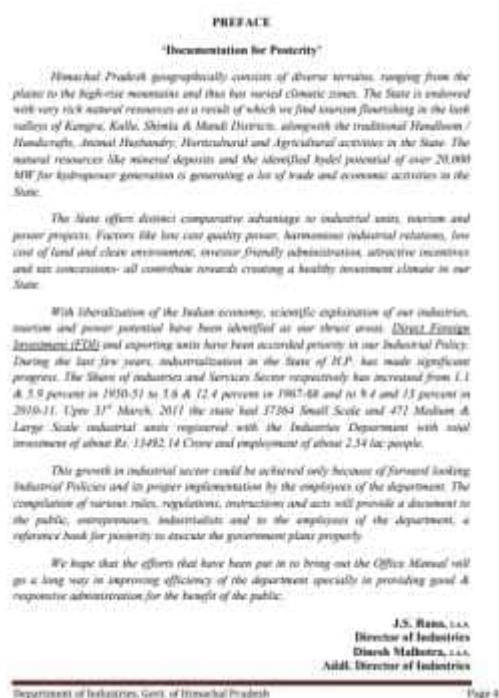 PREFACE
'Documentation for Posterity'
Himachal Pradesh geographically consists of diverse terrains, ranging from the
plains to the high-rise mountains and thus has varied climatic zones. The State is endowed
with very rich natural resources as a result of which we find tourism flourishing in the lush
valleys of Kangra, Kullu, Shimla & Mandi Districts, alongwith the traditional Handloom /
Handicrafts, Animal Husbandry, Horticultural and Agricultural activities in the State. The
natural resources like mineral deposits and the identified hydel potential of over 20,000
MW for hydropower generation is generating a lot of trade and economic activities in the
State.
The State offers distinct comparative advantage to industrial units, tourism and
power projects. Factors like low cost quality power, harmonious industrial relations, low
cost of land and clean environment, investor friendly administration, attractive incentives
and tax concessions- all contribute towards creating a healthy investment climate in our
State.
With liberalization of the Indian economy, scientific exploitation of our industries,
tourism and power potential have been identified as our thrust areas. Direct Foreign
Investment (FDI) and exporting units have been accorded priority in our Industrial Policy.
During the last few years, industrialization in the State of H.P. has made significant
progress. The Share of industries and Services Sector respectively has increased from 1.1
& 5.9 percent in 1950-51 to 5.6 & 12.4 percent in 1967-68 and to 9.4 and 15 percent in
2010-11. Upto 31st March, 2011 the state had 37364 Small Scale and 471 Medium &
Large Scale industrial units registered with the Industries Department with total
investment of about Rs. 13492.14 Crore and employment of about 2.54 lac people.
This growth in industrial sector could be achieved only because of forward looking
Industrial Policies and its proper implementation by the employees of the department. The
compilation of various rules, regulations, instructions and acts will provide a document to
the public, entrepreneurs, industrialists and to the employees of the department, a
reference book for posterity to execute the government plans properly.
We hope that the efforts that have been put in to bring out the Office Manual will
go a long way in improving efficiency of the department specially in providing good &
responsive administration for the benefit of the public.
J.S. Rana,
Director of Industries
Dinesh Malhotra,
Addl. Director of Industries
Department of Industries, Govt. of Himachal Pradesh Page 4